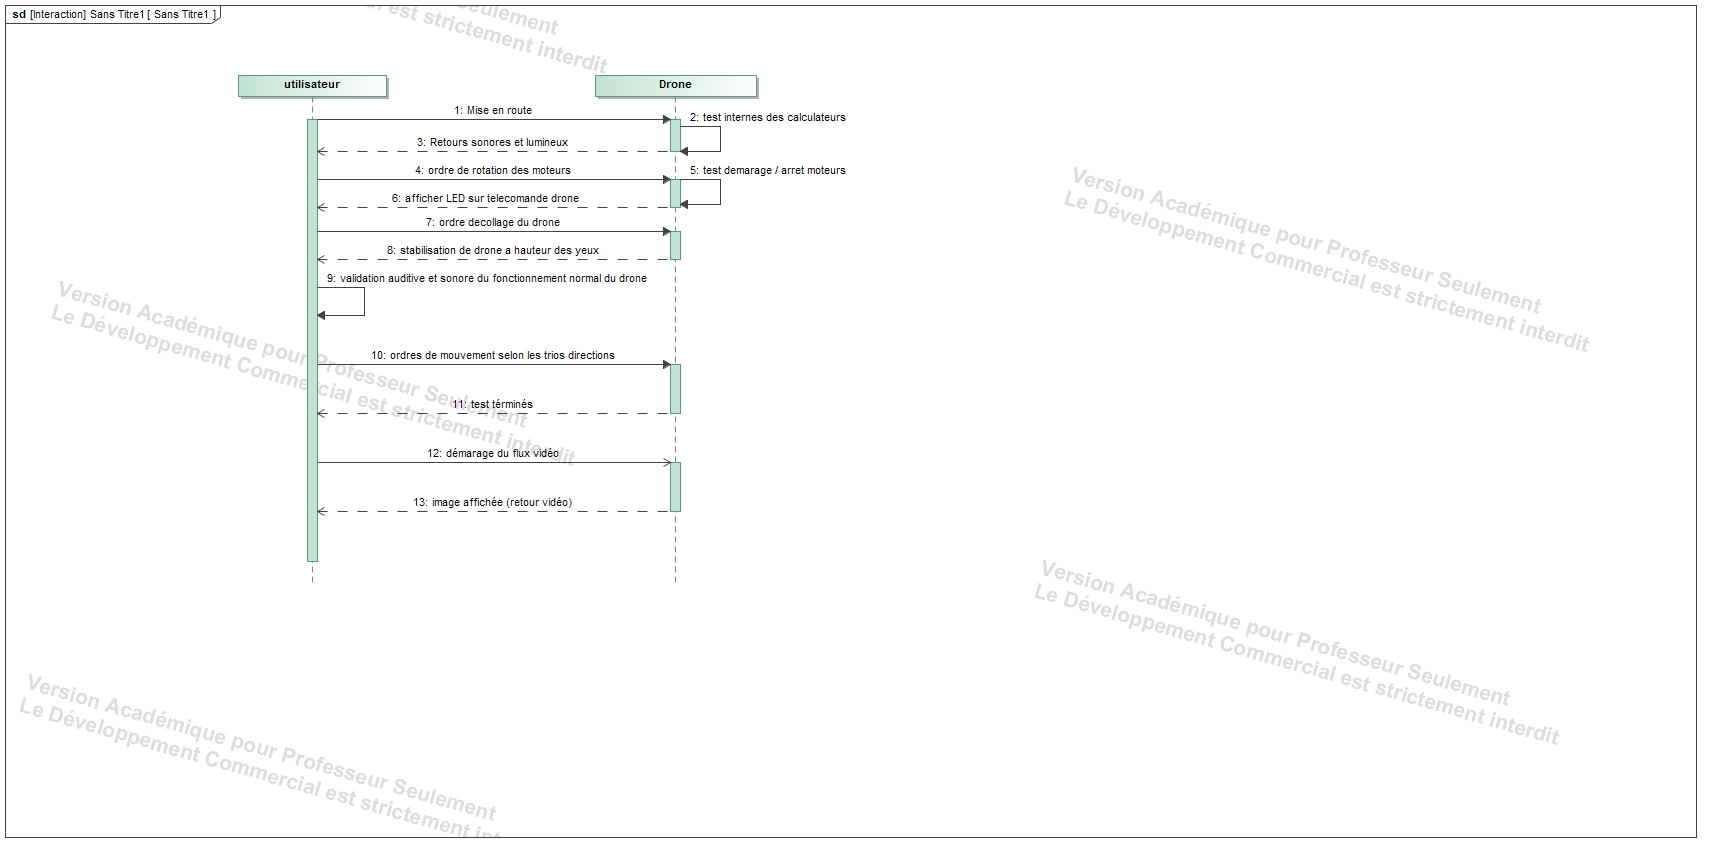 sd [Interaction] Sans Titre1 [ Sans Titre1 ]
Seulement
est strictement interdit
utilisateur
Drone
1: Mise en route
2: test internes des calculateurs
3: Retours sonores et lumineux
4: ordre de rotation des moteurs
5: test demarage / arret moteurs
6: afficher LED sur telecomande drone
7: ordre decollage du drone
8: stabilisation de drone a hauteur des yeux
9: validation auditive et sonore du fonctionnement normal du drone
10: ordres de mouvement selon les trios directions
11: test términés
12: démarage du flux vidéo
13: image affichée (retour vidéo)
Version Académique pour Professeur Seulement
Le Développement Commercial est strictement interdit
Version Académique pour Professeur Seulement
Le Développement Commercial est strictement interdit
Version Académique pour Professeur Seulement
Le Développement Commercial est strictement interdit
Version Académique pour Professeur Seulement
Le Développement Commercial est strictement